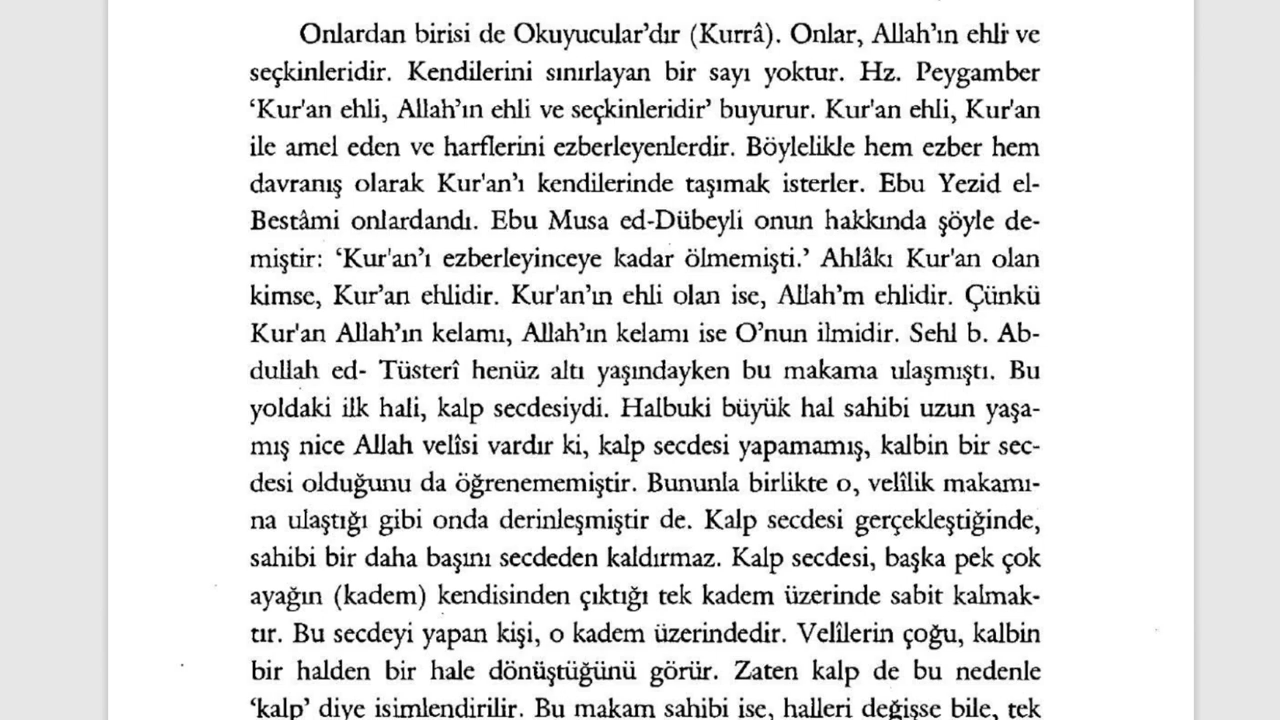 Onlardan birisi de Okuyucular’dır (Kurrâ). Onlar, Allah’ın ehli ve
seçkinleridir. Kendilerini sınırlayan bir sayı yoktur. Hz. Peygamber
‘Kur'an ehli, Allah’ın ehli ve seçkinleridir’ buyurur. Kur'an ehli, Kur'an
ile amel eden ve harflerini ezberleyenlerdir. Böylelikle hem ezber hem
davranış olarak Kur'an’ı kendilerinde taşımak isterler. Ebu Yezid el-
Bestâmi onlardandı. Ebu Musa ed-Dübeyli onun hakkında şöyle de-
miştir: ‘Kur'an’ı ezberleyinceye kadar ölmemişti.’ Ahlâkı Kur'an olan
kimse, Kur’an ehlidir. Kur'an’ın ehli olan ise, Allah’m ehlidir. Çünkü
Kur'an Allah’ın kelamı, Allah’ın kelamı ise O’nun ilmidir. Sehl b. Ab-
dullah ed- Tüsterî henüz altı yaşındayken bu makama ulaşmıştı. Bu
yoldaki ilk hali, kalp secdesiydi. Halbuki büyük hal sahibi uzun yaşa-
mış nice Allah velîsi vardır ki, kalp secdesi yapamamış, kalbin bir sec-
desi olduğunu da öğrenememiştir. Bununla birlikte o, velîlik makamı-
na ulaştığı gibi onda derinleşmiştir de. Kalp secdesi gerçekleştiğinde,
sahibi bir daha başını secdeden kaldırmaz. Kalp secdesi, başka pek çok
ayağın (kadem) kendisinden çıktığı tek kadem üzerinde sabit kalmak-
tır. Bu secdeyi yapan kişi, o kadem üzerindedir. Velîlerin çoğu, kalbin
bir halden bir hale dönüştüğünü görür. Zaten kalp de bu nedenle
‘kalp’ diye isimlendirilir. Bu makam sahibi ise, halleri değişse bile, tek